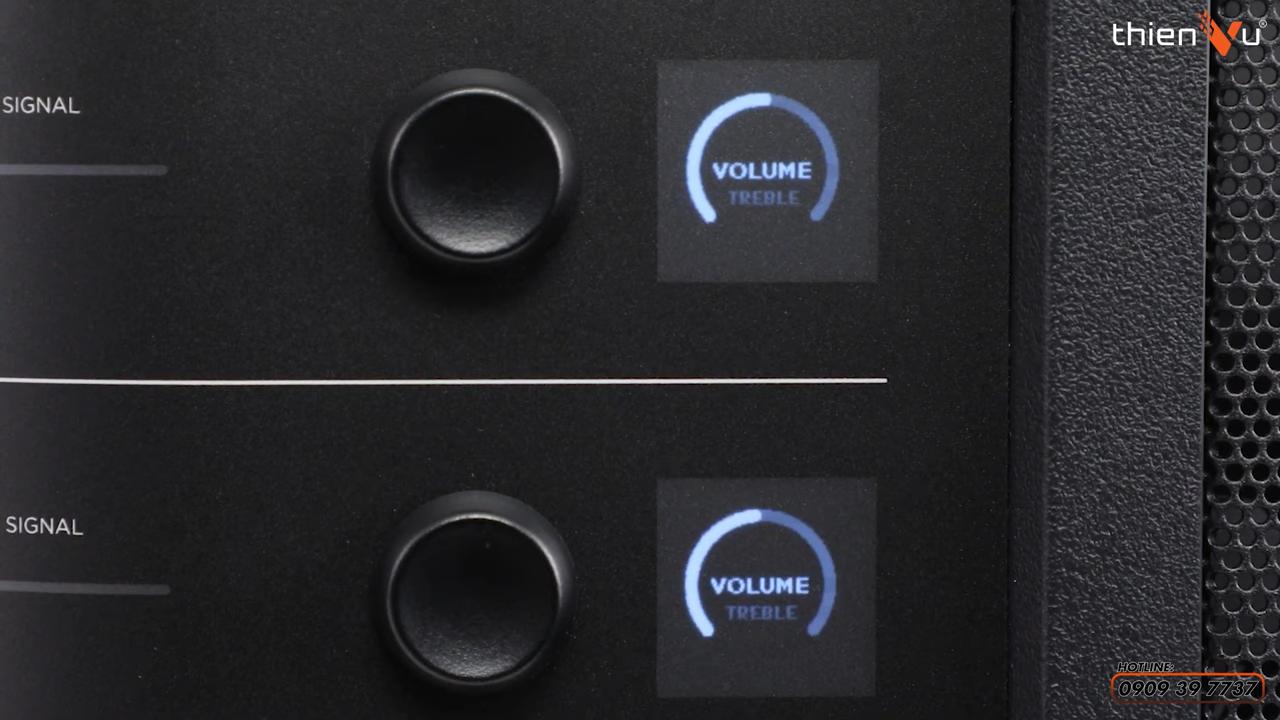 thienVu®
SIGNAL
VOLUME
TREBLE
SIGNAL
VOLUME
TREBLE
HOTLINE:
0909 39 7737